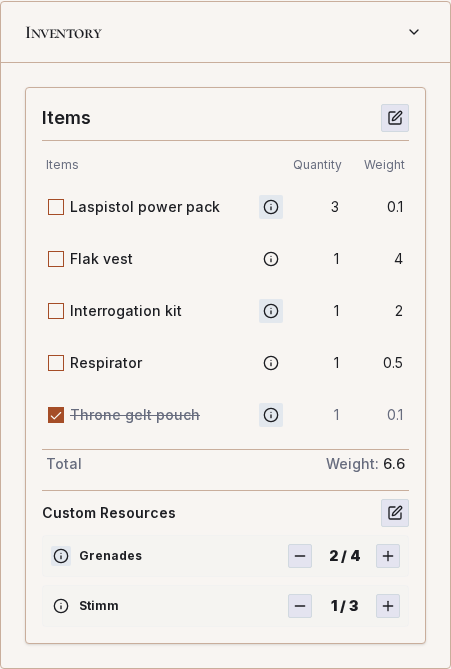 Inventory
Items
Items Quantity Weight
Laspistol power pack 3 0.1
Flak vest 1 4
Interrogation kit 1 2
Respirator 1 0.5
Throne gelt pouch 1 0.1
Total Weight: 6.6
Custom Resources
Grenades 2 / 4
Stimm 1 / 3